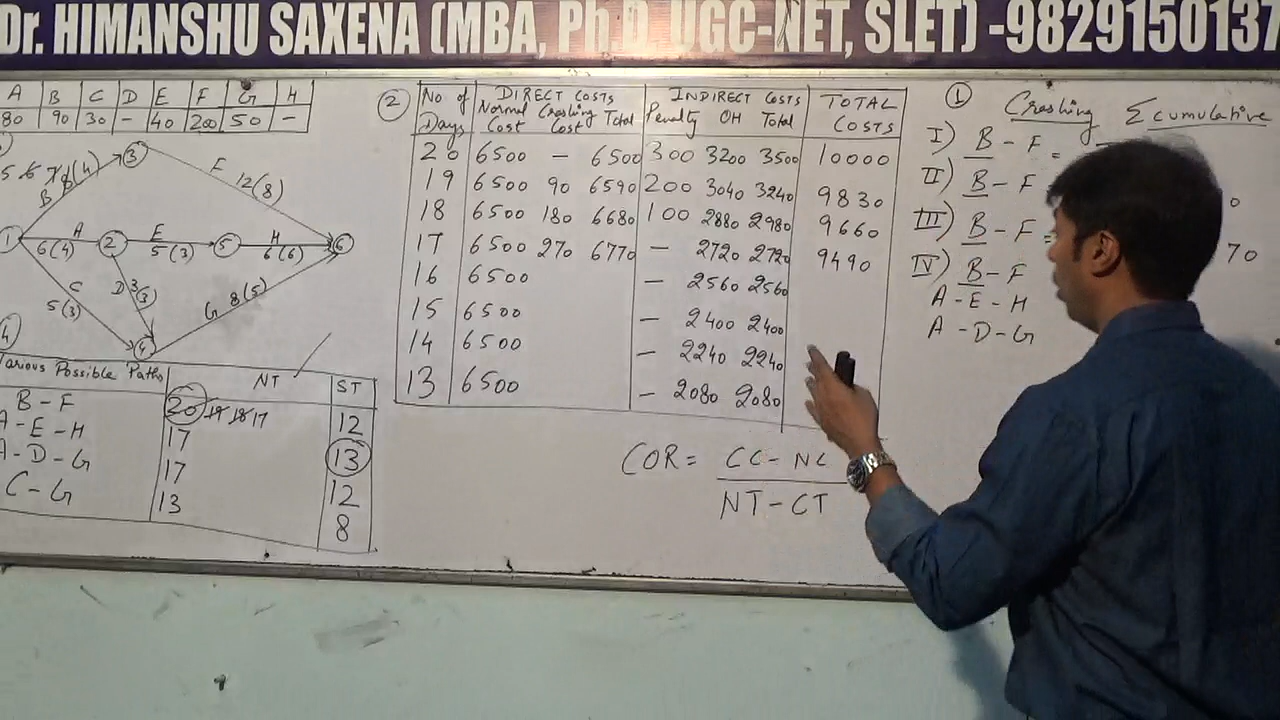 Dr. HIMANSHU SAXENA (MBA, Ph.D, UGC-NET, SLET) -9829150137
A B C D E F G H
80 90 30 - 40 200 50 -
③
B
(4)
F 12(8)
①
A
6(4)
②
E
5(3)
⑤
H
6(6)
⑥
C
5(3)
D 3(3)
G 8(5)
④
Various Possible Paths NT ST
B - F 20 19 18 17 12
A - E - H 17 13
A - D - G 17 12
C - G 13 8
②
No of Days DIRECT COSTS INDIRECT COSTS TOTAL COSTS
Normal Cost Crashing Cost Total Penalty OH Total
20 6500 - 6500 300 3200 3500 10000
19 6500 90 6590 200 3040 3240 9830
18 6500 180 6680 100 2880 2980 9660
17 6500 270 6770 - 2720 2720 9490
16 6500 - 2560 2560
15 6500 - 2400 2400
14 6500 - 2240 2240
13 6500 - 2080 2080
COR = CC - NC
NT - CT
① Crashing Ecumulative
I) B - F =
II) B - F
III) B - F =
70
IV) B - F
A - E - H
A - D - G